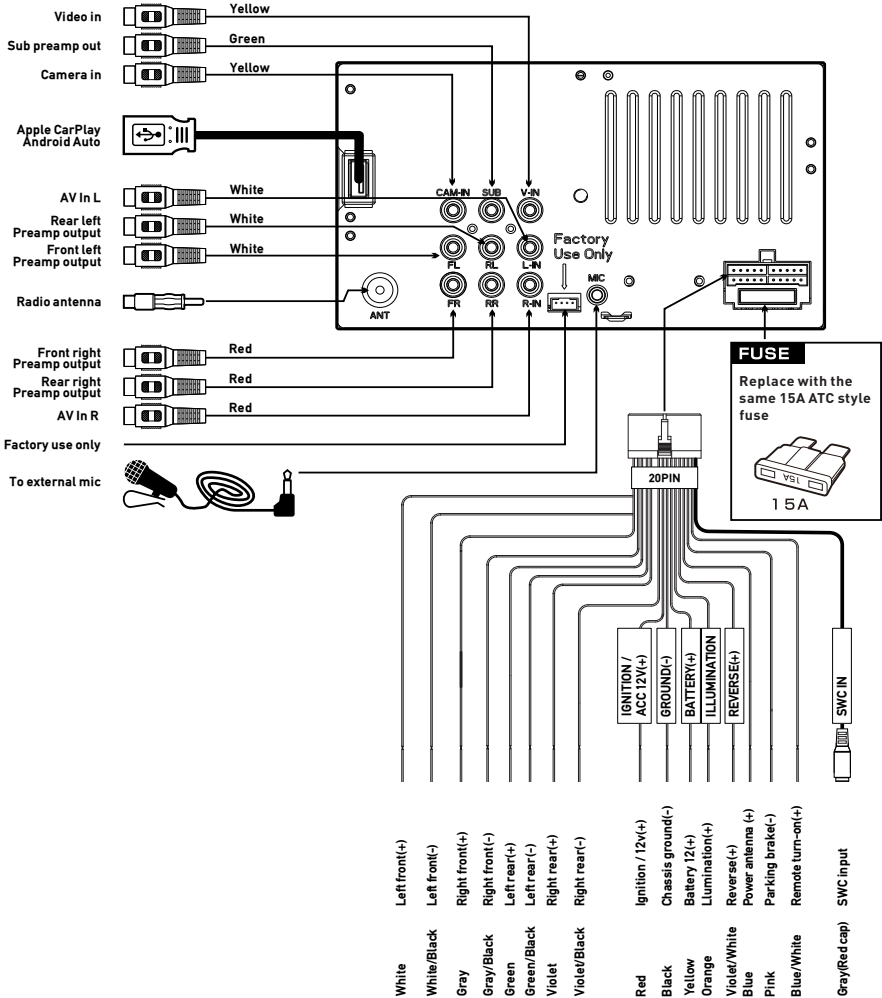 Video in
Yellow
Sub preamp out
Green
Camera in
Yellow
Apple CarPlay
Android Auto
AV In L
White
Rear left
Preamp output
White
Front left
Preamp output
White
Radio antenna
CAM-IN
SUB
V-IN
FL
RL
L-IN
FR
RR
R-IN
ANT
Factory
Use Only
MIC
Front right
Preamp output
Red
Rear right
Preamp output
Red
AV In R
Red
Factory use only
To external mic
FUSE
Replace with the
same 15A ATC style
fuse
15A
15A
20PIN
IGNITION /
ACC 12V(+)
GROUND(-)
BATTERY(+)
ILLUMINATION
REVERSE(+)
SWC IN
Left front(+)
Left front(-)
Right front(+)
Right front(-)
Left rear(+)
Left rear(-)
Right rear(+)
Right rear(-)
Ignition / 12v(+)
Chassis ground(-)
Battery 12(+)
Llumination(+)
Reverse(+)
Power antenna (+)
Parking brake(-)
Remote turn-on(+)
SWC input
White
White/Black
Gray
Gray/Black
Green
Green/Black
Violet
Violet/Black
Red
Black
Yellow
Orange
Violet/White
Blue
Pink
Blue/White
Gray(Red cap)